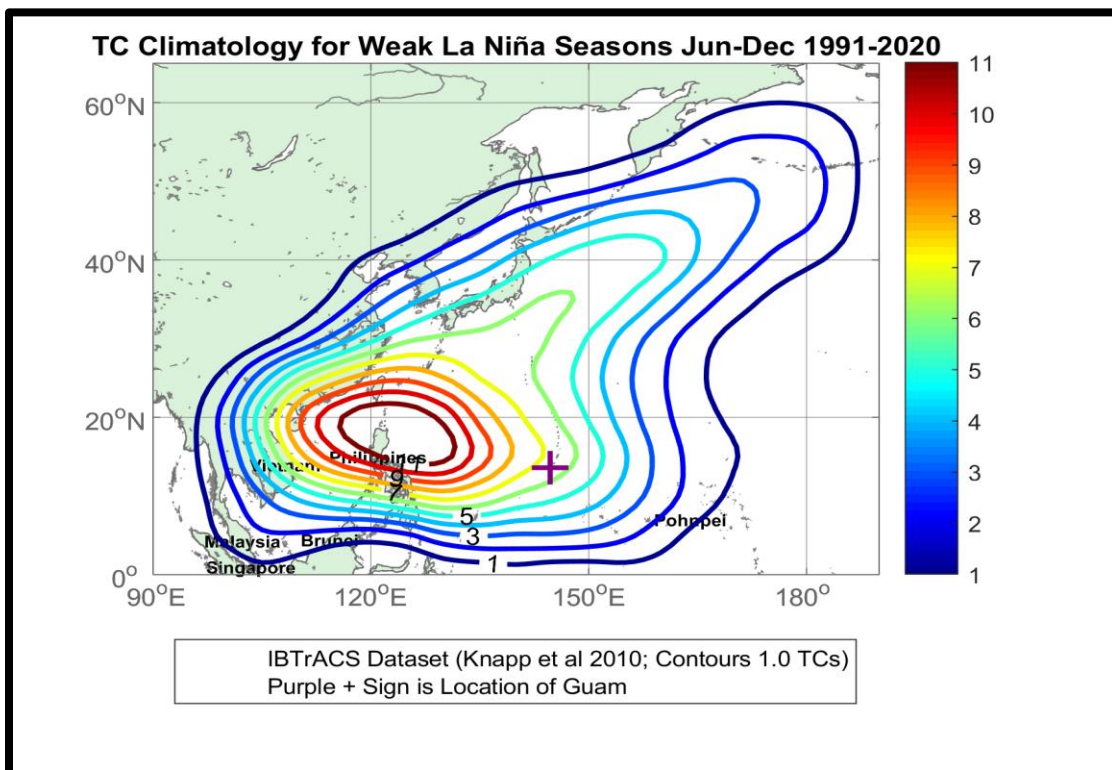 TC Climatology for Weak La Niña Seasons Jun-Dec 1991-2020
60°N
40°N
20°N
0°
90°E
120°E
150°E
180°
11
10
9
8
7
6
5
4
3
2
1
Philippines
Vietnam
11
9
7
5
3
1
Pohnpei
Malaysia
Brunei
Singapore
IBTrACS Dataset (Knapp et al 2010; Contours 1.0 TCs)
Purple + Sign is Location of Guam